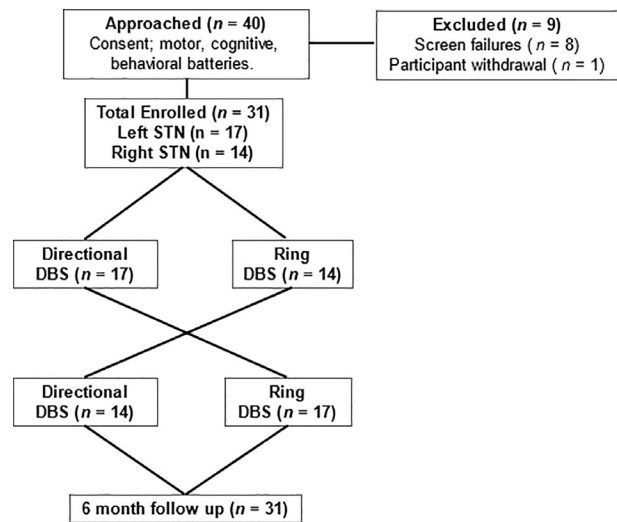 Approached (n = 40)
Consent; motor, cognitive,
behavioral batteries.
Excluded (n = 9)
Screen failures (n = 8)
Participant withdrawal (n = 1)
Total Enrolled (n = 31)
Left STN (n = 17)
Right STN (n = 14)
Directional
DBS (n = 17)
Ring
DBS (n = 14)
Directional
DBS (n = 14)
Ring
DBS (n = 17)
6 month follow up (n = 31)